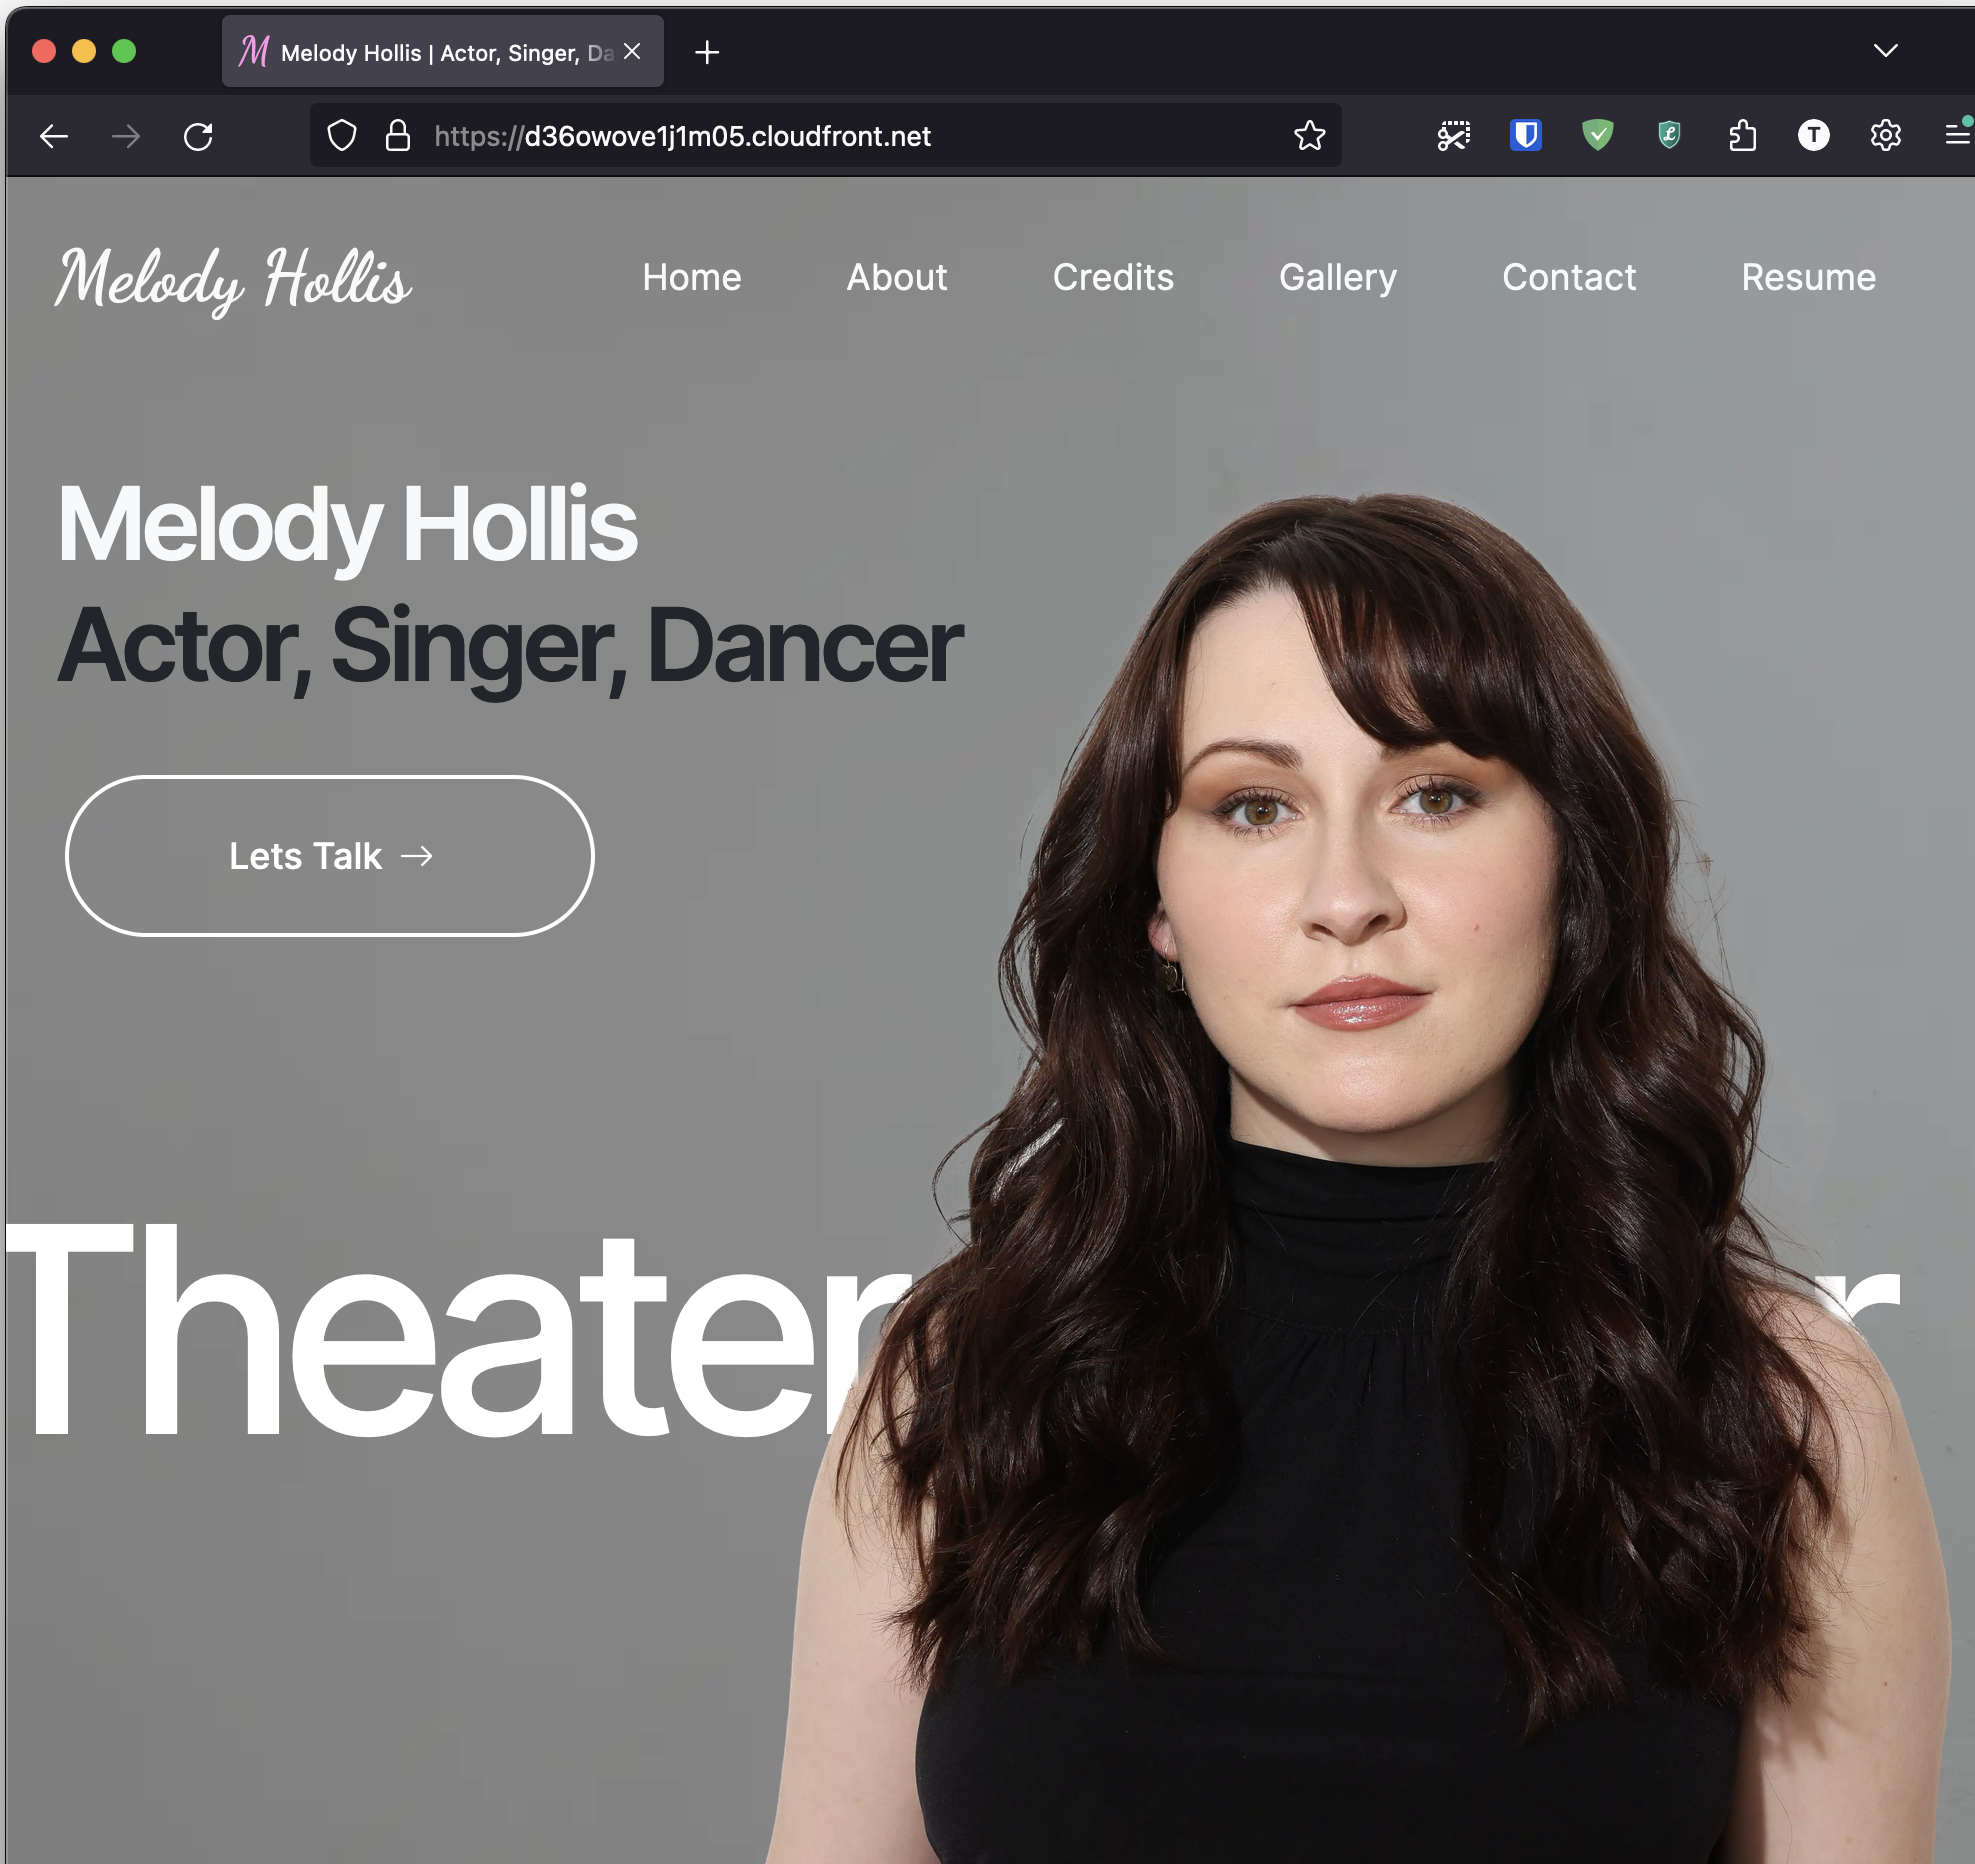 Melody Hollis | Actor, Singer, Da
https://d36owove1j1m05.cloudfront.net
T
Melody Hollis
Home
About
Credits
Gallery
Contact
Resume
Melody Hollis
Actor, Singer, Dancer
Lets Talk →
Theater
r